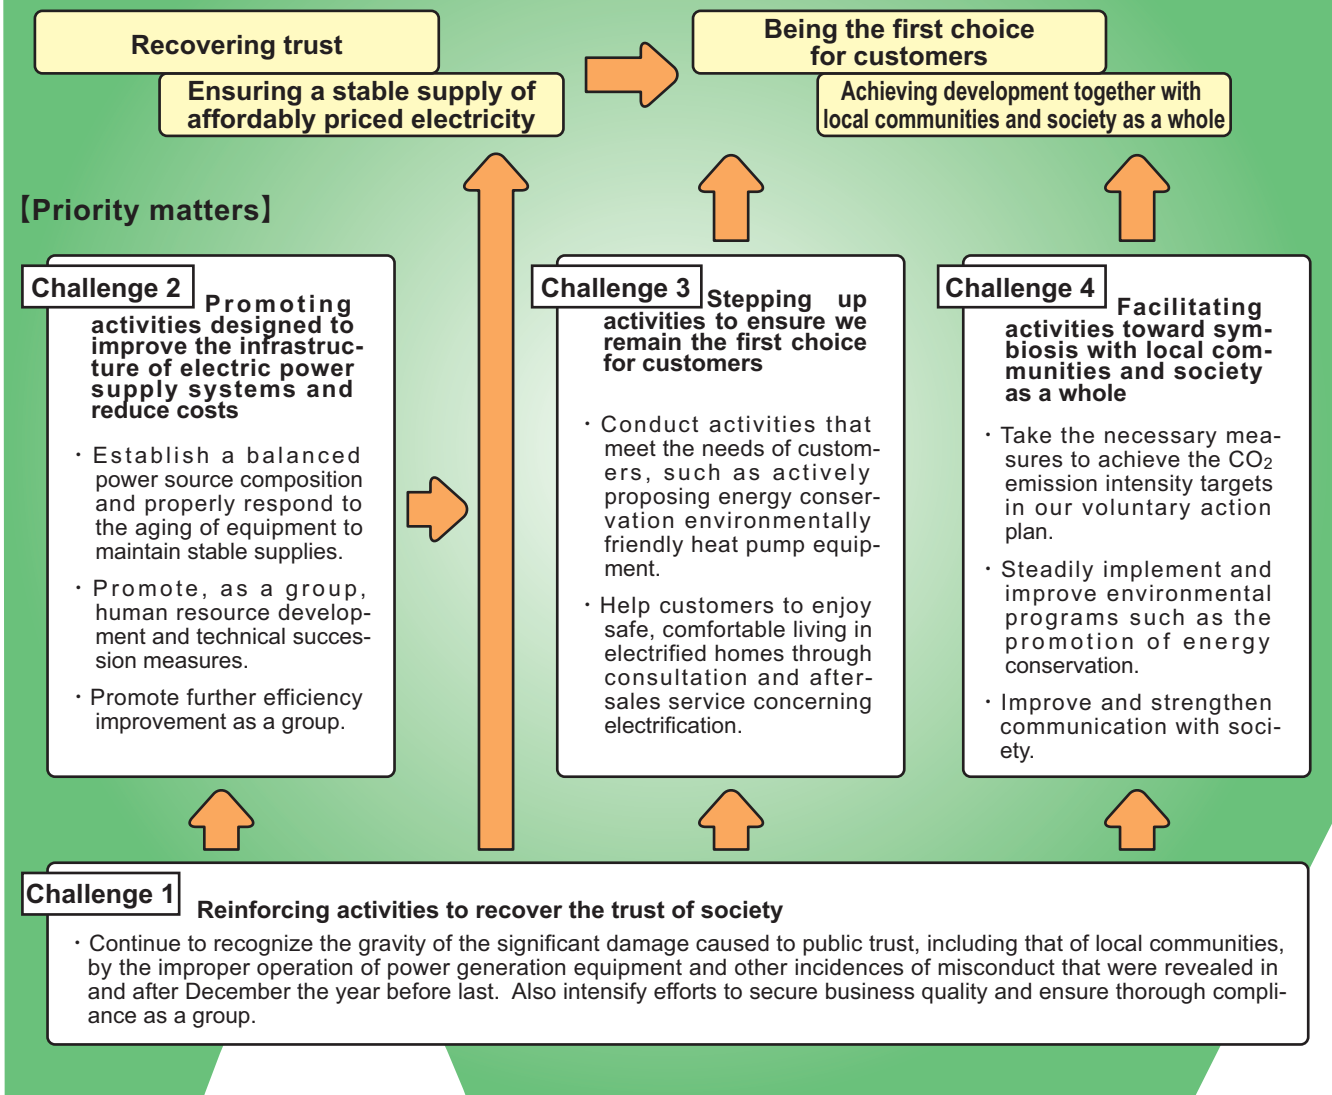 Recovering trust
Ensuring a stable supply of
affordably priced electricity
Being the first choice
for customers
Achieving development together with
local communities and society as a whole
【Priority matters】
Challenge 2
Promoting
activities designed to
improve the infrastruc-
ture of electric power
supply systems and
reduce costs
・Establish a balanced
power source composition
and properly respond to
the aging of equipment to
maintain stable supplies.
・Promote, as a group,
human resource develop-
ment and technical succes-
sion measures.
・Promote further efficiency
improvement as a group.
Challenge 3
Stepping up
activities to ensure we
remain the first choice
for customers
・Conduct activities that
meet the needs of custom-
ers, such as actively
proposing energy conser-
vation environmentally
friendly heat pump equip-
ment.
・Help customers to enjoy
safe, comfortable living in
electrified homes through
consultation and after-
sales service concerning
electrification.
Challenge 4
Facilitating
activities toward sym-
biosis with local com-
munities and society
as a whole
・Take the necessary mea-
sures to achieve the CO2
emission intensity targets
in our voluntary action
plan.
・Steadily implement and
improve environmental
programs such as the
promotion of energy
conservation.
・Improve and strengthen
communication with soci-
ety.
Challenge 1
Reinforcing activities to recover the trust of society
・Continue to recognize the gravity of the significant damage caused to public trust, including that of local communities,
by the improper operation of power generation equipment and other incidences of misconduct that were revealed in
and after December the year before last. Also intensify efforts to secure business quality and ensure thorough compli-
ance as a group.